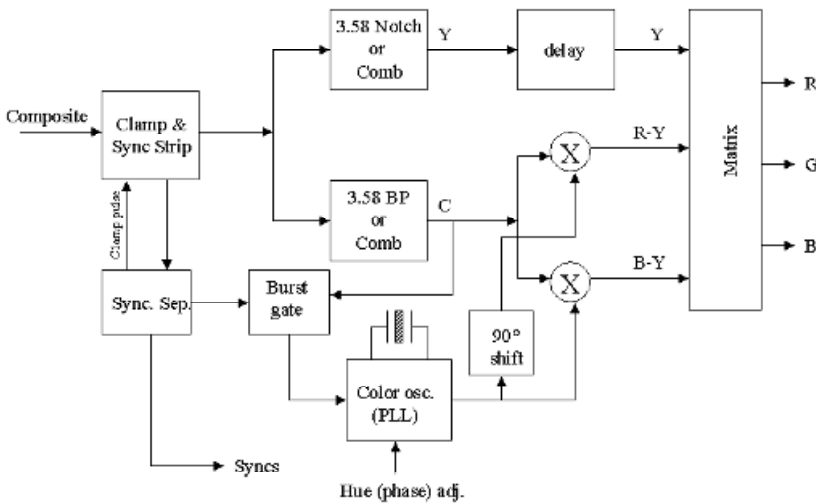 3.58 Notch
or
Comb
Y
delay
Y
Matrix
R
G
B
Composite
Clamp &
Sync Strip
X
R-Y
3.58 BP
or
Comb
C
X
B-Y
Clamp pulse
Sync. Sep.
Burst
gate
90°
shift
Color osc.
(PLL)
Syncs
Hue (phase) adj.